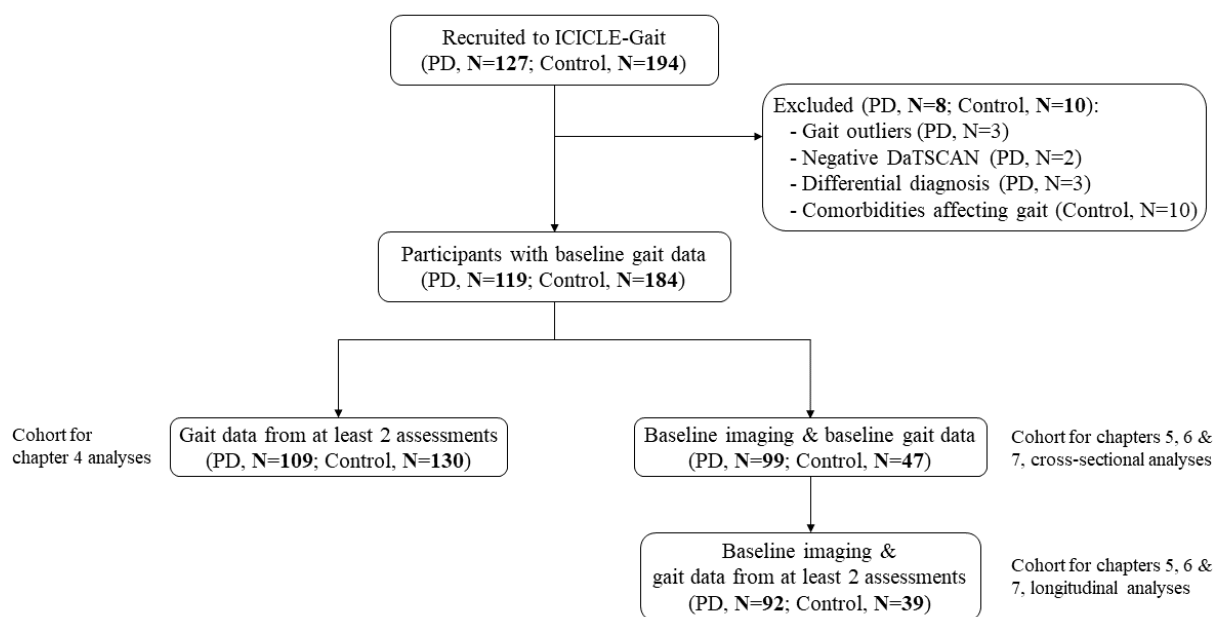 Recruited to ICICLE-Gait
(PD, N=127; Control, N=194)
Excluded (PD, N=8; Control, N=10):
- Gait outliers (PD, N=3)
- Negative DaTSCAN (PD, N=2)
- Differential diagnosis (PD, N=3)
- Comorbidities affecting gait (Control, N=10)
Participants with baseline gait data
(PD, N=119; Control, N=184)
Cohort for
chapter 4 analyses
Gait data from at least 2 assessments
(PD, N=109; Control, N=130)
Baseline imaging & baseline gait data
(PD, N=99; Control, N=47)
Cohort for chapters 5, 6 &
7, cross-sectional analyses
Baseline imaging &
gait data from at least 2 assessments
(PD, N=92; Control, N=39)
Cohort for chapters 5, 6 &
7, longitudinal analyses